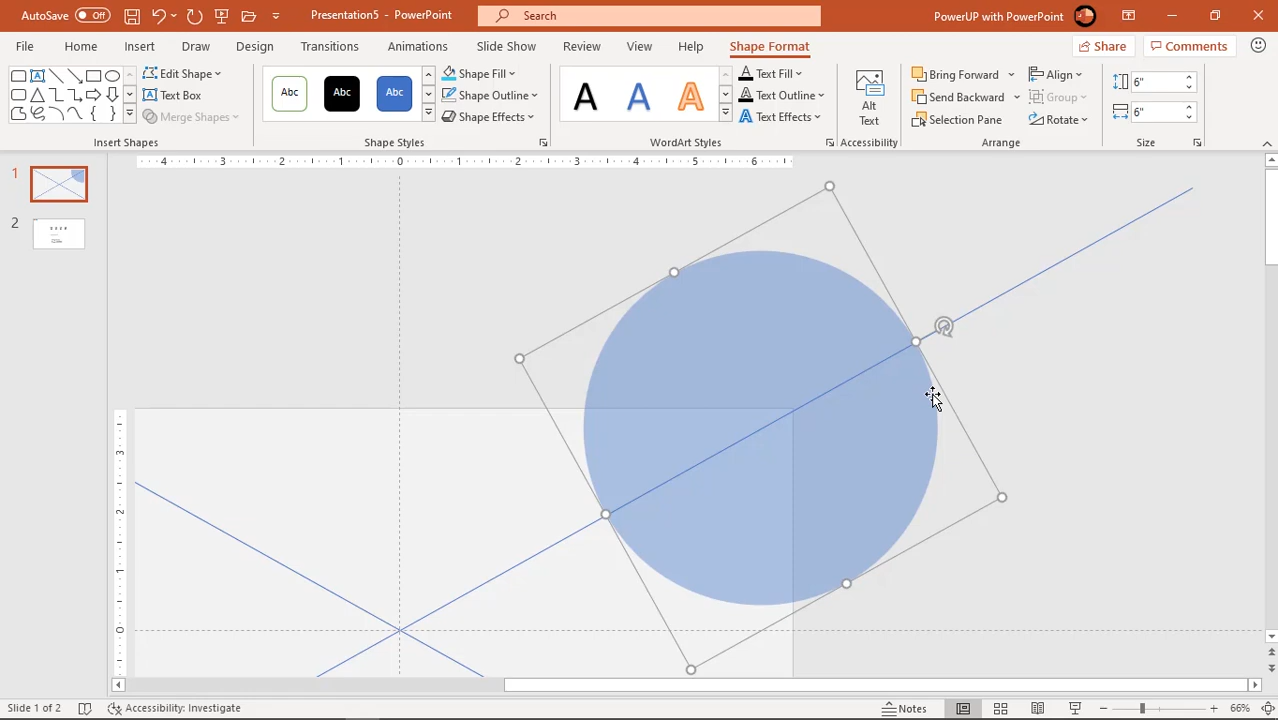 AutoSave Off Presentation5 - PowerPoint Search PowerUP with PowerPoint
File Home Insert Draw Design Transitions Animations Slide Show Review View Help Shape Format Share Comments
Edit Shape Abc Abc Abc Shape Fill A A A Text Fill Bring Forward Align 6"
Text Box Shape Outline Text Outline Alt Text Send Backward Group 6"
Merge Shapes Shape Effects Text Effects Selection Pane Rotate
Insert Shapes Shape Styles WordArt Styles Accessibility Arrange Size
4 3 2 1 0 1 2 3 4 5 6
1
2
3
2
1
0
Slide 1 of 2 Accessibility: Investigate Notes 66%